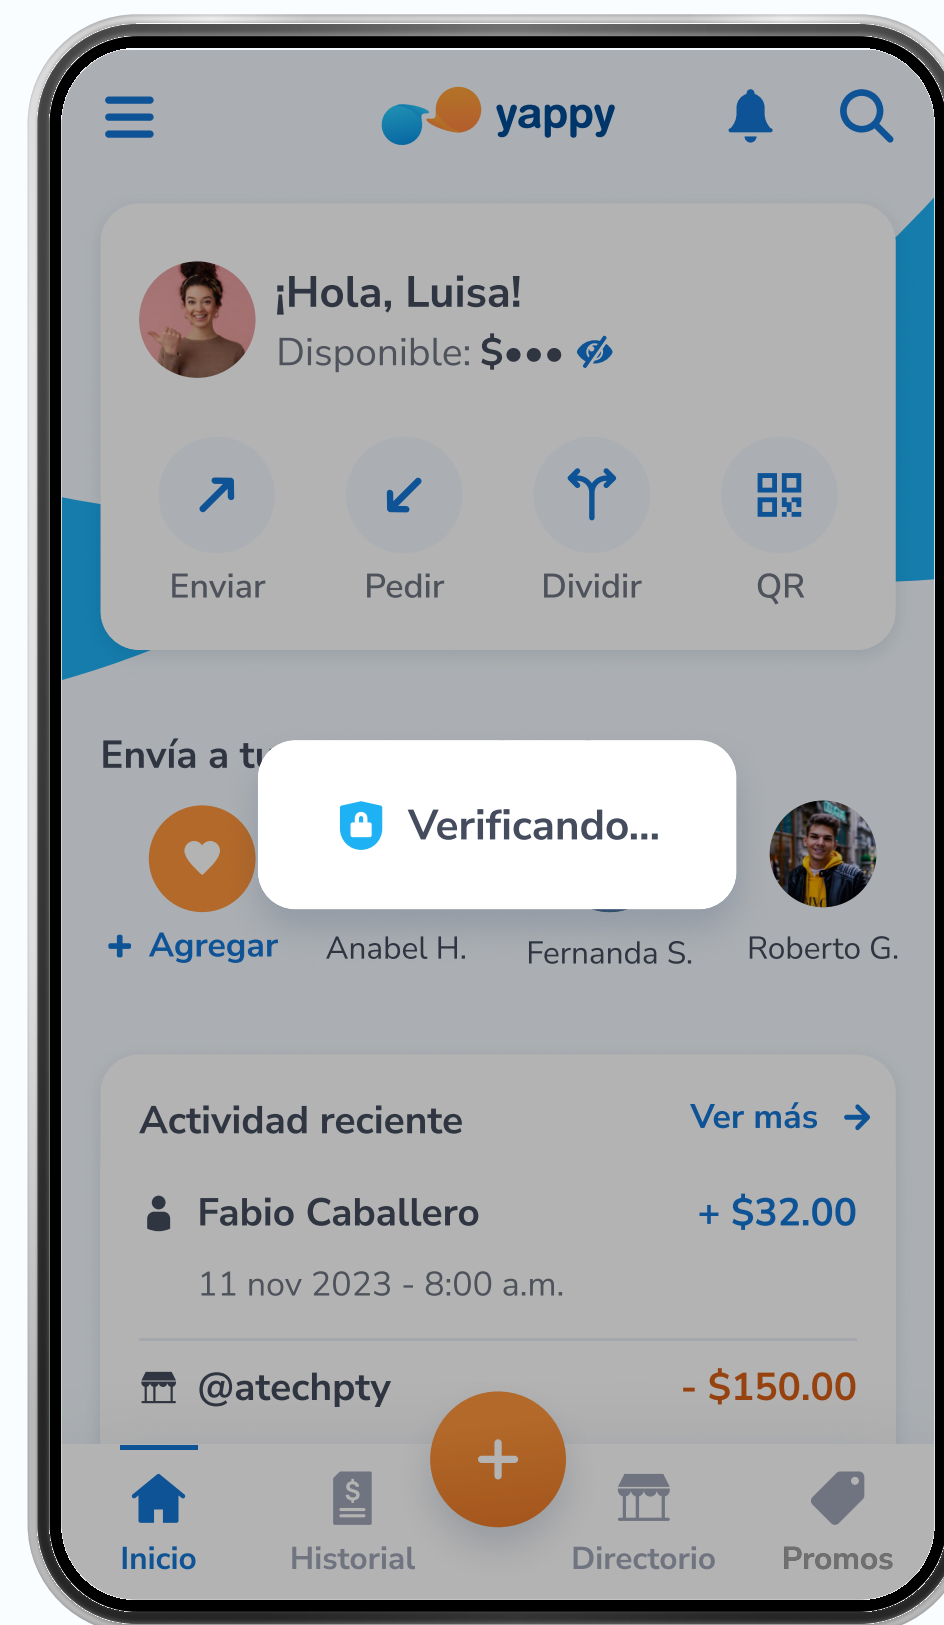 yappy
¡Hola, Luisa!
Disponible: $•••
Enviar Pedir Dividir QR
Envía a
Verificando...
+ Agregar Anabel H. Fernanda S. Roberto G.
Actividad reciente Ver más →
Fabio Caballero + $32.00
11 nov 2023 - 8:00 a.m.
@atechpty - $150.00
Inicio Historial Directorio Promos